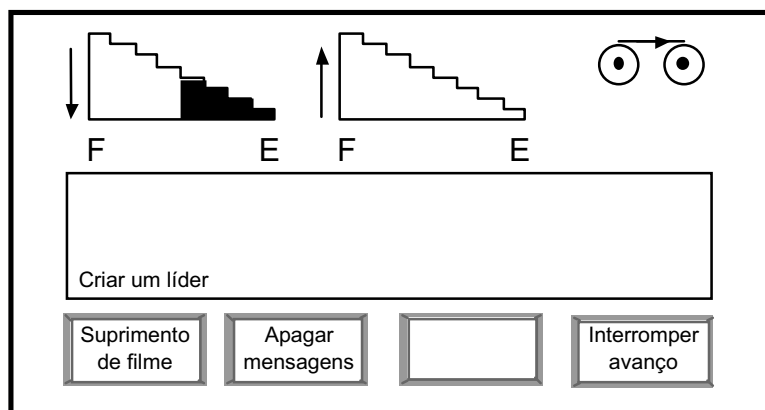 F E F E
Criar um líder
Suprimento de filme
Apagar mensagens
Interromper avanço